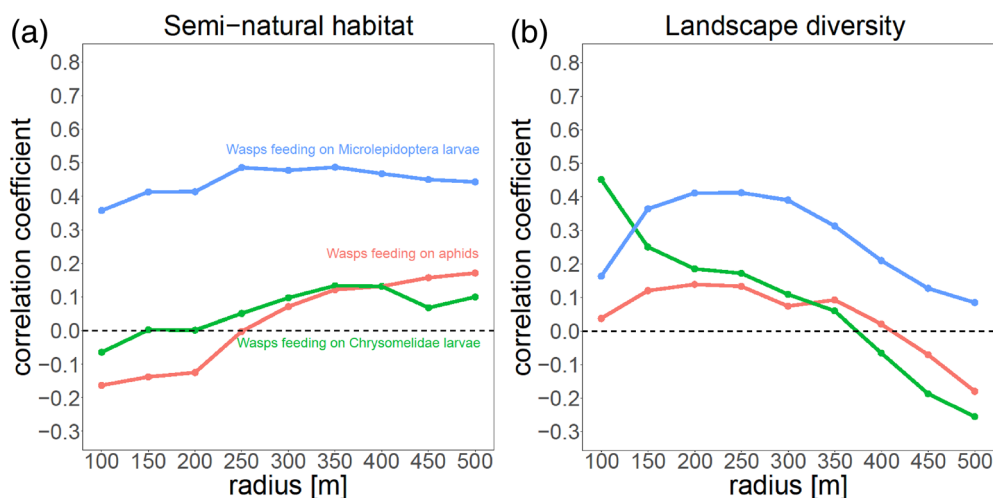 (a)
Semi−natural habitat
correlation coefficient
0.8
0.7
0.6
0.5
0.4
0.3
0.2
0.1
0.0
−0.1
−0.2
−0.3
Wasps feeding on Microlepidoptera larvae
Wasps feeding on aphids
Wasps feeding on Chrysomelidae larvae
100 150 200 250 300 350 400 450 500
radius [m]
(b)
Landscape diversity
correlation coefficient
0.8
0.7
0.6
0.5
0.4
0.3
0.2
0.1
0.0
−0.1
−0.2
−0.3
100 150 200 250 300 350 400 450 500
radius [m]